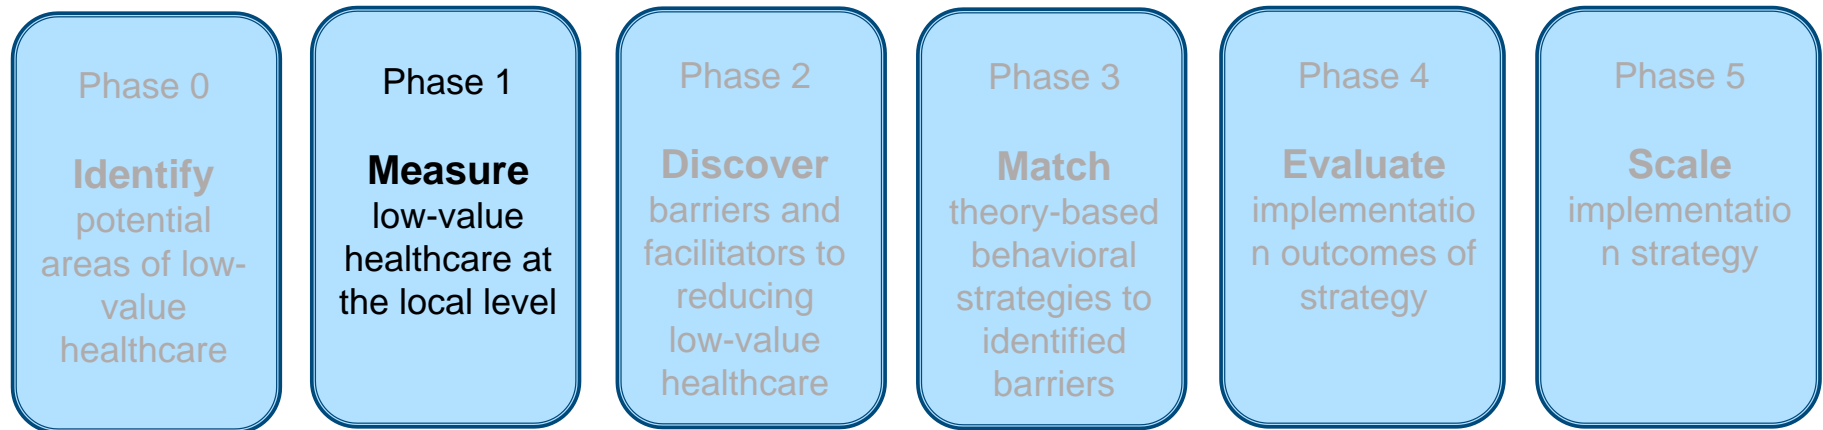 Phase 0
Identify
potential
areas of low-
value
healthcare
Phase 1
Measure
low-value
healthcare at
the local level
Phase 2
Discover
barriers and
facilitators to
reducing
low-value
healthcare
Phase 3
Match
theory-based
behavioral
strategies to
identified
barriers
Phase 4
Evaluate
implementatio
n outcomes of
strategy
Phase 5
Scale
implementatio
n strategy